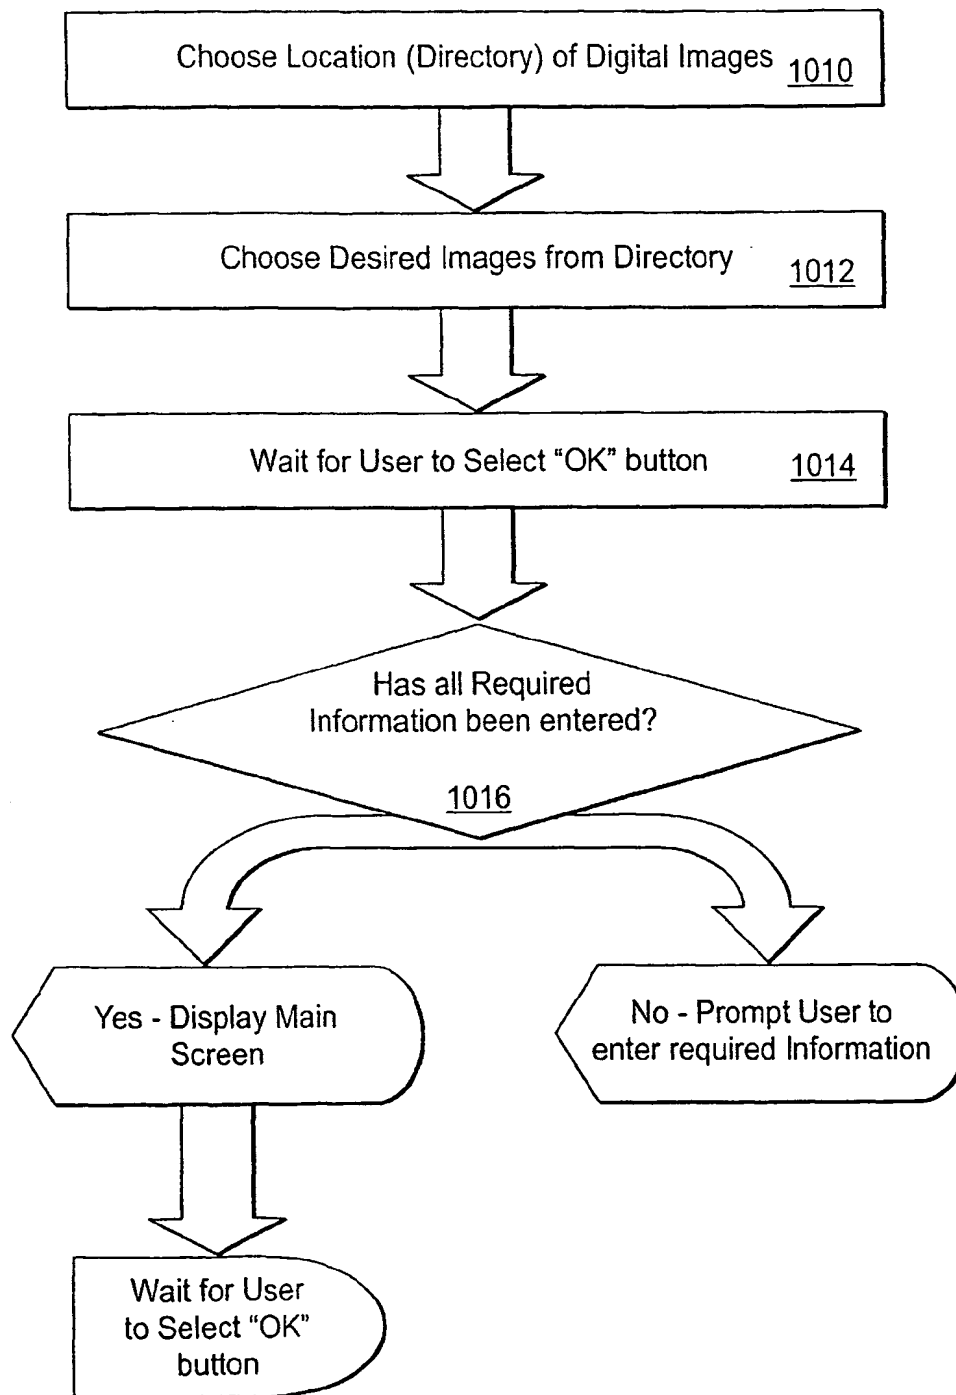 Choose Location (Directory) of Digital Images 1010
Choose Desired Images from Directory 1012
Wait for User to Select “OK” button 1014
Has all Required
Information been entered?
1016
Yes - Display Main
Screen
No - Prompt User to
enter required Information
Wait for User
to Select “OK”
button